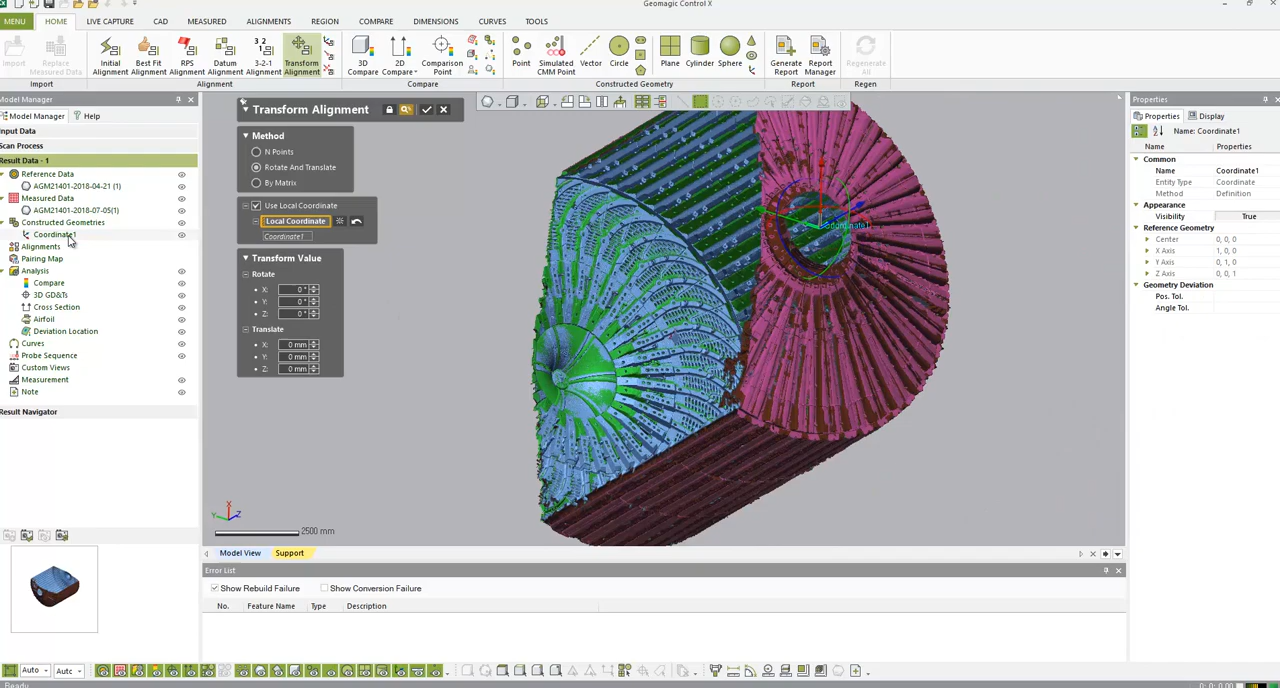 Geomagic Control X
MENU HOME LIVE CAPTURE CAD MEASURED ALIGNMENTS REGION COMPARE DIMENSIONS CURVES TOOLS
Import
Replace Measured Data
Initial Alignment
Best Fit Alignment
RPS Alignment
Datum Alignment
3-2-1 Alignment
Transform Alignment
3D Compare
2D Compare
Comparison Point
Point
Simulated CMM Point
Vector
Circle
Plane
Cylinder
Sphere
Generate Report
Report Manager
Regenerate All
Import Alignment Compare Constructed Geometry Report Regen
Model Manager
Model Manager Help
Input Data
Scan Process
Result Data - 1
Reference Data
AGM21401-2018-04-21 (1)
Measured Data
AGM21401-2018-07-05(1)
Constructed Geometries
Coordinate1
Alignments
Pairing Map
Analysis
Compare
3D GD&Ts
Cross Section
Airfoil
Deviation Location
Curves
Probe Sequence
Custom Views
Measurement
Note
Result Navigator
Transform Alignment
Method
N Points
Rotate And Translate
By Matrix
Use Local Coordinate
Local Coordinate
Coordinate1
Transform Value
Rotate
X: 0 °
Y: 0 °
Z: 0 °
Translate
X: 0 mm
Y: 0 mm
Z: 0 mm
Coordinate1
X
Y Z
2500 mm
Model View Support
Error List
Show Rebuild Failure Show Conversion Failure
No. Feature Name Type Description
Properties
Properties Display
Name: Coordinate1
Name Properties
Common
Name Coordinate1
Entity Type Coordinate
Creation Method Definition
Appearance
Visibility True
Reference Geometry
Center 0, 0, 0
X Axis 1, 0, 0
Y Axis 0, 1, 0
Z Axis 0, 0, 1
Geometry Deviation
Pos. Tol.
Angle Tol.
Auto Autc
Ready